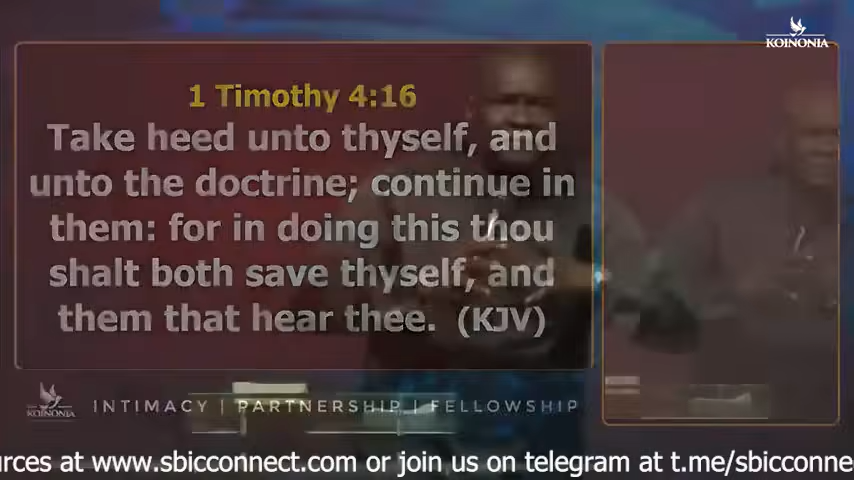 KOINONIA
1 Timothy 4:16
Take heed unto thyself, and
unto the doctrine; continue in
them: for in doing this thou
shalt both save thyself, and
them that hear thee. (KJV)
KOINONIA
INTIMACY | PARTNERSHIP | FELLOWSHIP
urces at www.sbicconnect.com or join us on telegram at t.me/sbicconne